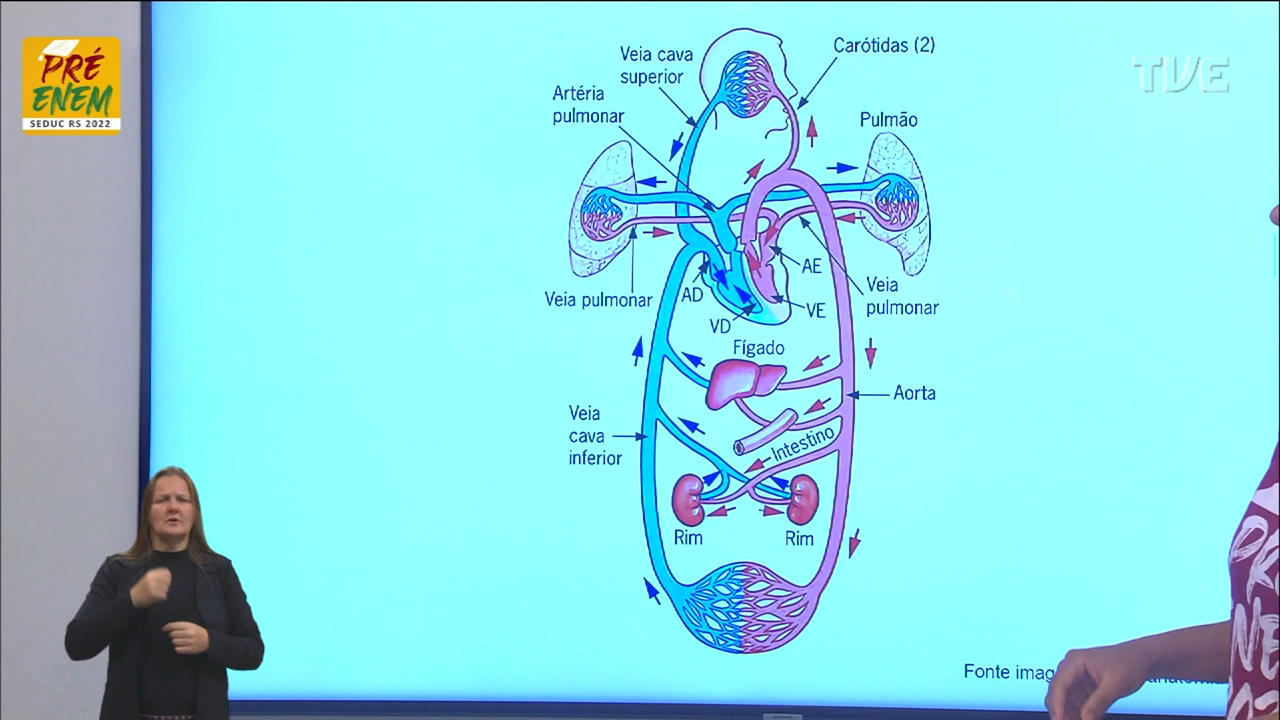 PRÉ
ENEM
SEDUC RS 2022
TVE
Veia cava
superior
Carótidas (2)
Artéria
pulmonar
Pulmão
Veia pulmonar
AD
AE
VD
VE
Veia
pulmonar
Fígado
Aorta
Veia
cava
inferior
Intestino
Rim
Rim
Fonte